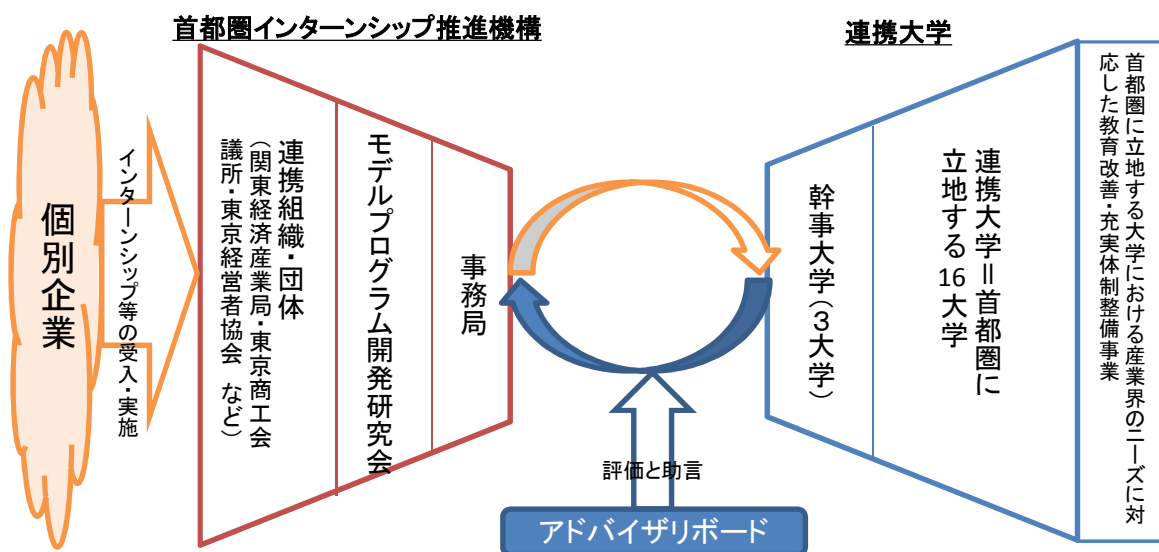 首都圏インターンシップ推進機構
連携大学
個別企業
インターンシップ等の受入・実施
連携組織・団体
（関東経済産業局・東京商工会
議所・東京経営者協会 など）
モデルプログラム開発研究会
事務局
幹事大学（３大学）
連携大学＝首都圏に
立地する16大学
首都圏に立地する大学における産業界のニーズに対
応した教育改善・充実体制整備事業
評価と助言
アドバイザリボード